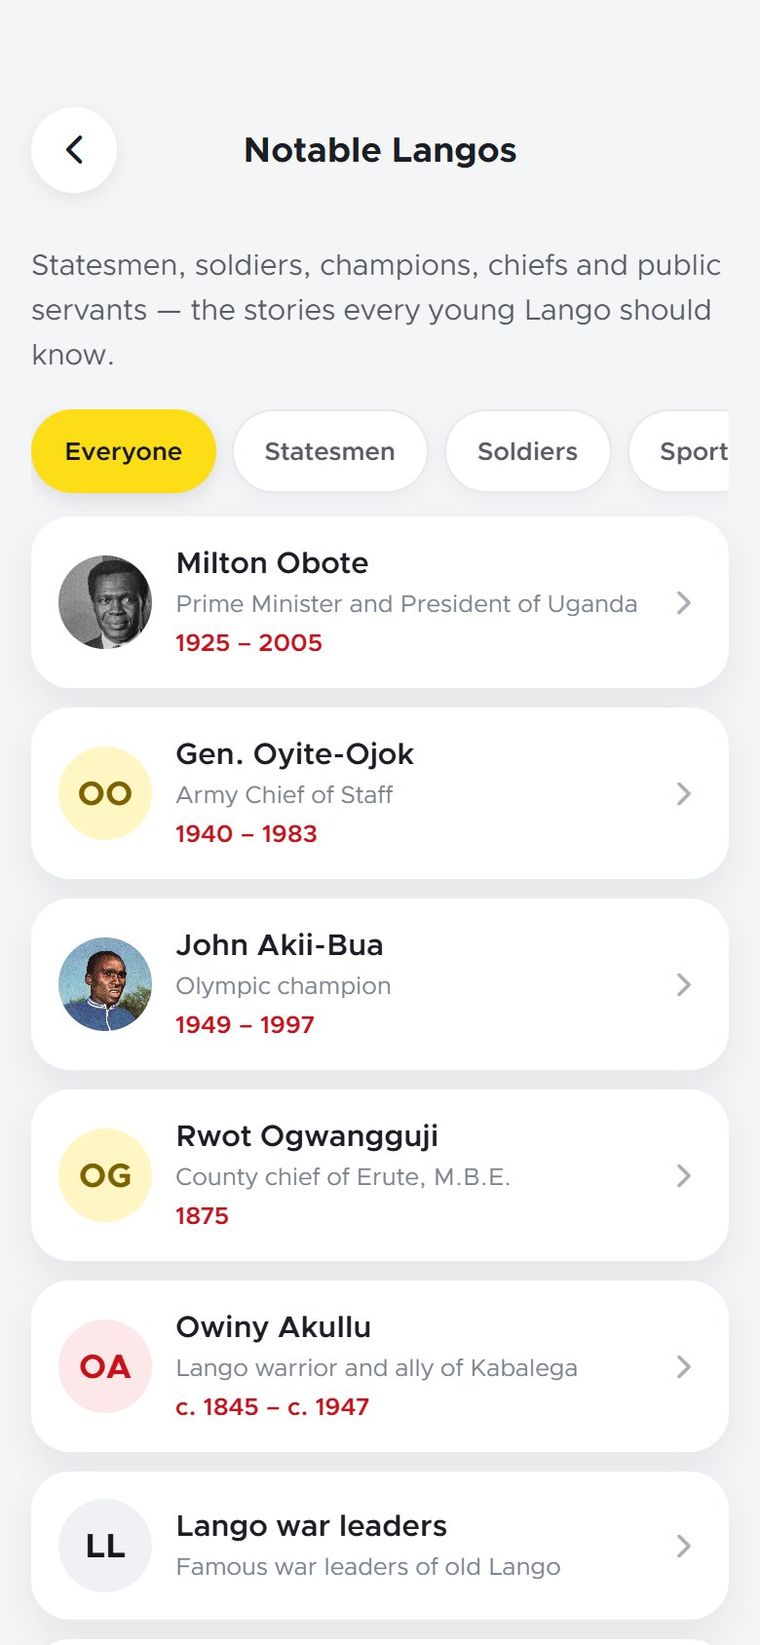 Notable Langos
Statesmen, soldiers, champions, chiefs and public
servants — the stories every young Lango should
know.
Everyone
Statesmen
Soldiers
Sport
Milton Obote
Prime Minister and President of Uganda
1925 – 2005
OO
Gen. Oyite-Ojok
Army Chief of Staff
1940 – 1983
John Akii-Bua
Olympic champion
1949 – 1997
OG
Rwot Ogwangguji
County chief of Erute, M.B.E.
1875
OA
Owiny Akullu
Lango warrior and ally of Kabalega
c. 1845 – c. 1947
LL
Lango war leaders
Famous war leaders of old Lango